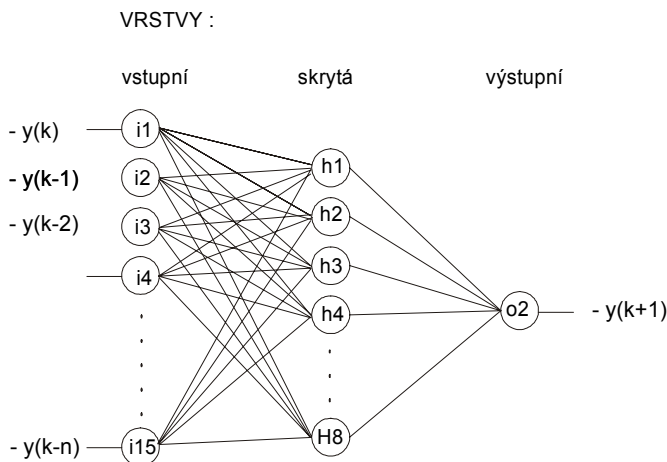 VRSTVY :
vstupní skrytá výstupní
- y(k) i1
h1
- y(k-1) i2
h2
- y(k-2) i3
h3
i4
h4 o2 - y(k+1)
- y(k-n) i15 H8